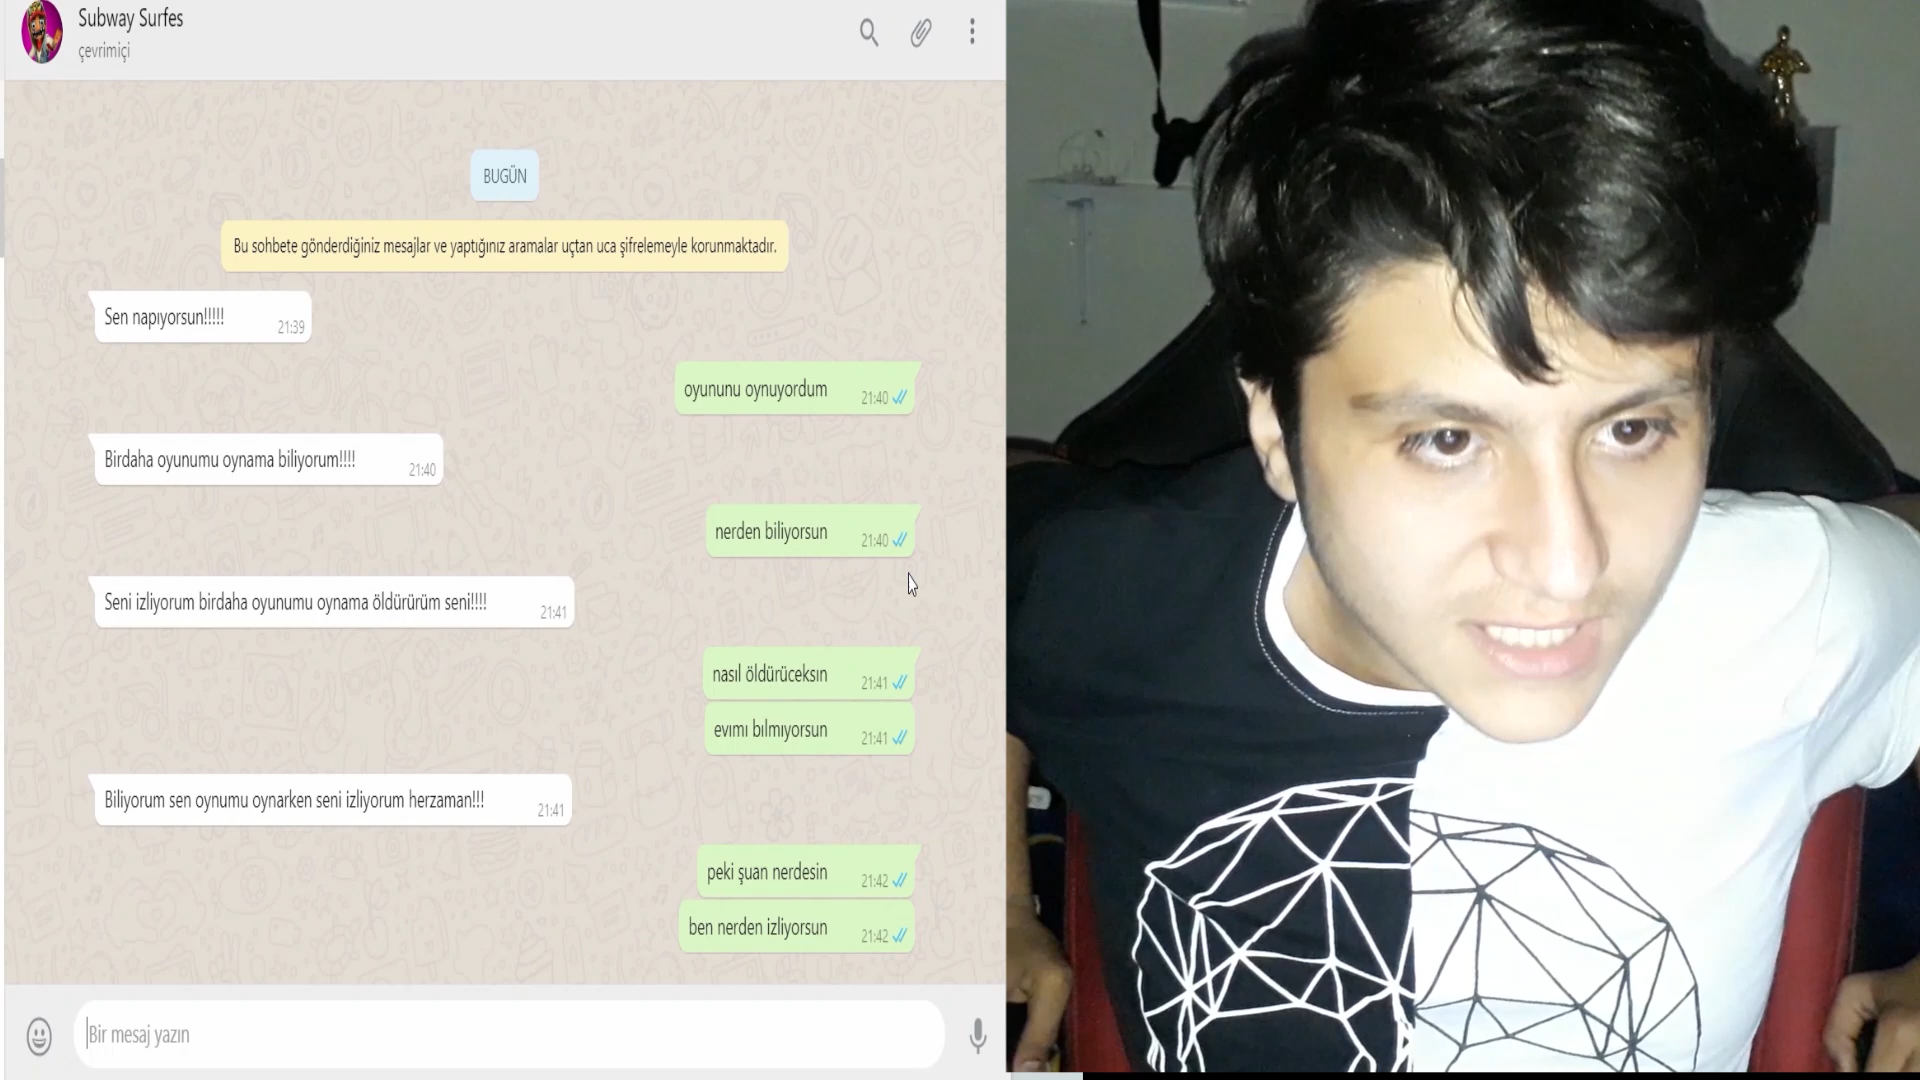 Subway Surfes
çevrimiçi
BUGÜN
Bu sohbete gönderdiğiniz mesajlar ve yaptığınız aramalar uçtan uca şifrelemeyle korunmaktadır.
Sen napıyorsun!!!!!
21:39
oyununu oynuyordum
21:40
Birdaha oyunumu oynama biliyorum!!!!
21:40
nerden biliyorsun
21:40
Seni izliyorum birdaha oyunumu oynama öldürürüm seni!!!!
21:41
nasıl öldürüceksın
21:41
evımı bılmıyorsun
21:41
Biliyorum sen oynumu oynarken seni izliyorum herzaman!!!
21:41
peki şuan nerdesin
21:42
ben nerden izliyorsun
21:42
Bir mesaj yazın